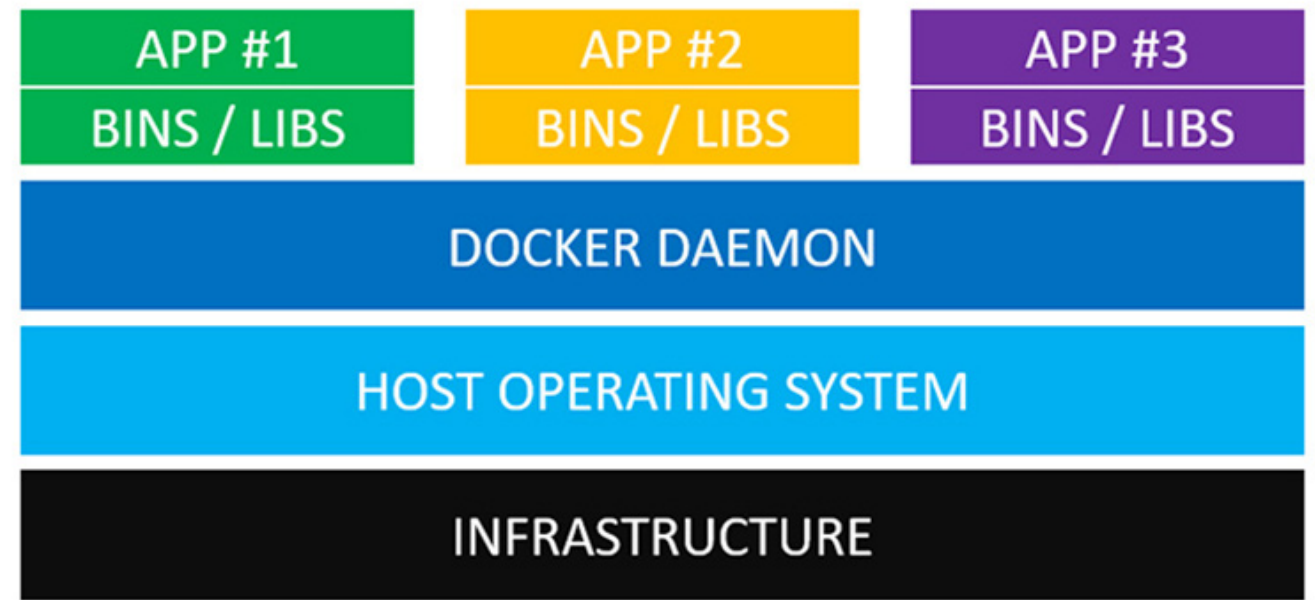 APP #1
APP #2
APP #3
BINS / LIBS
BINS / LIBS
BINS / LIBS
DOCKER DAEMON
HOST OPERATING SYSTEM
INFRASTRUCTURE